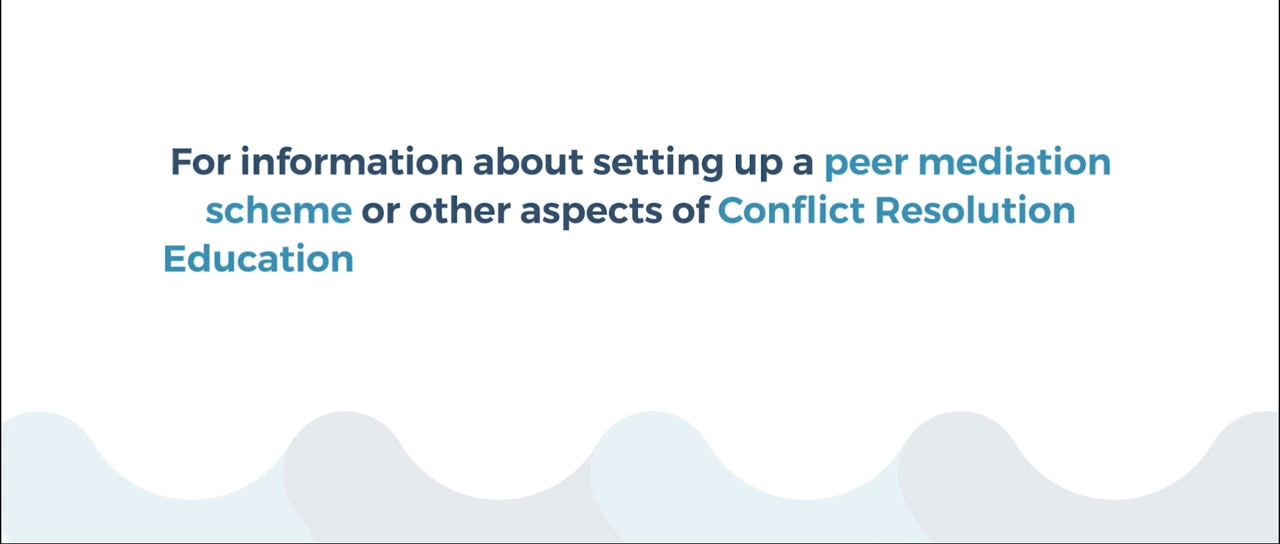 For information about setting up a peer mediation
scheme or other aspects of Conflict Resolution
Education